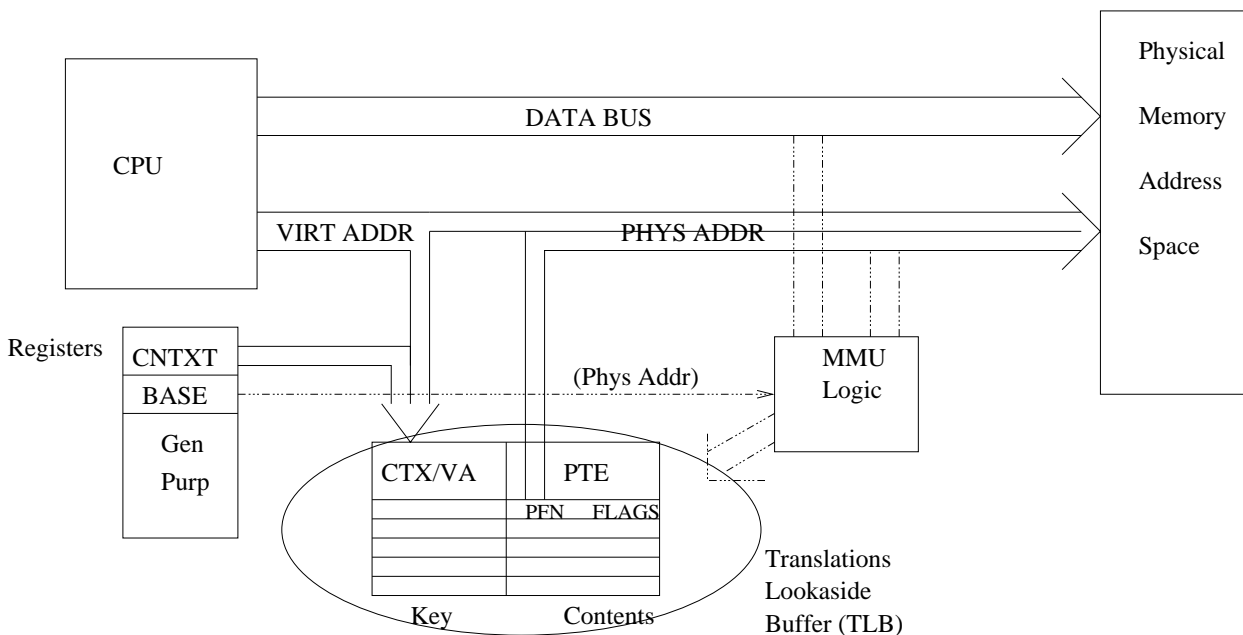 Physical
Memory
Address
Space
CPU
DATA BUS
VIRT ADDR
PHYS ADDR
Registers
CNTXT
BASE
Gen
Purp
(Phys Addr)
MMU
Logic
CTX/VA
PTE
PFN
FLAGS
Key
Contents
Translations
Lookaside
Buffer (TLB)